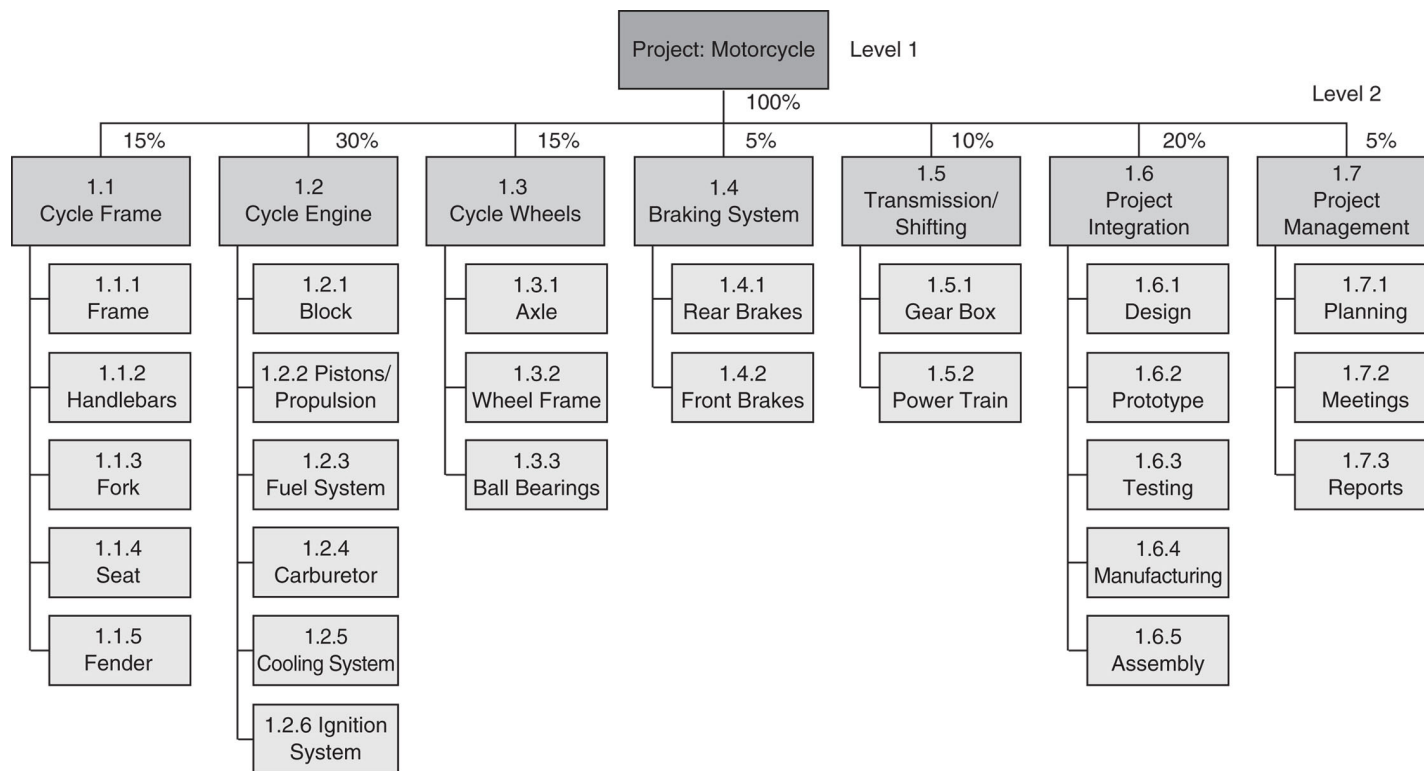 Project: Motorcycle
Level 1
100%
Level 2
15%
30%
15%
5%
10%
20%
5%
1.1
Cycle Frame
1.2
Cycle Engine
1.3
Cycle Wheels
1.4
Braking System
1.5
Transmission/
Shifting
1.6
Project
Integration
1.7
Project
Management
1.1.1
Frame
1.1.2
Handlebars
1.1.3
Fork
1.1.4
Seat
1.1.5
Fender
1.2.1
Block
1.2.2 Pistons/
Propulsion
1.2.3
Fuel System
1.2.4
Carburetor
1.2.5
Cooling System
1.2.6 Ignition
System
1.3.1
Axle
1.3.2
Wheel Frame
1.3.3
Ball Bearings
1.4.1
Rear Brakes
1.4.2
Front Brakes
1.5.1
Gear Box
1.5.2
Power Train
1.6.1
Design
1.6.2
Prototype
1.6.3
Testing
1.6.4
Manufacturing
1.6.5
Assembly
1.7.1
Planning
1.7.2
Meetings
1.7.3
Reports